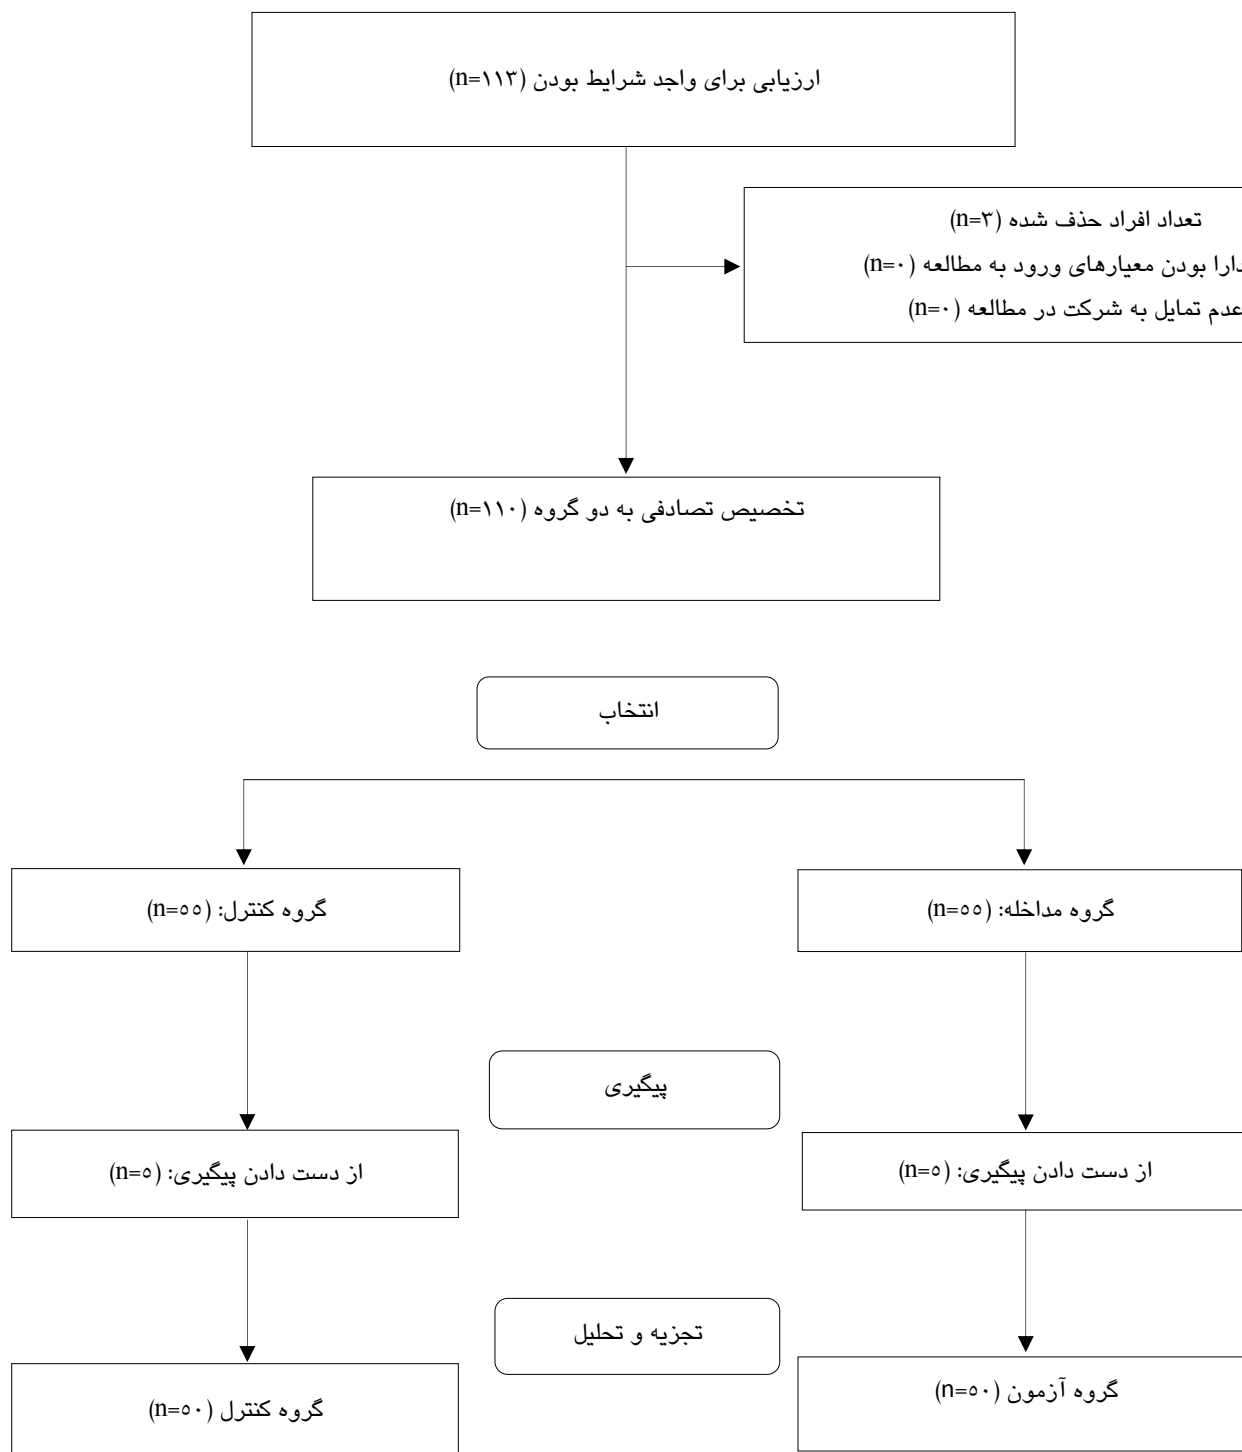 ارزیابی برای واجد شرایط بودن (n=۱۱۳)
تعداد افراد حذف شده (n=۳)
دارا بودن معیارهای ورود به مطالعه (n=۰)
عدم تمایل به شرکت در مطالعه (n=۰)
تخصیص تصادفی به دو گروه (n=۱۱۰)
انتخاب
گروه مداخله: (n=۵۵)
گروه کنترل: (n=۵۵)
پیگیری
از دست دادن پیگیری: (n=۵)
از دست دادن پیگیری: (n=۵)
تجزیه و تحلیل
گروه آزمون (n=۵۰)
گروه کنترل (n=۵۰)